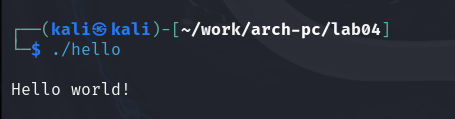 ┌──(kali㉿kali)-[~/work/arch-pc/lab04]
└─$ ./hello
Hello world!